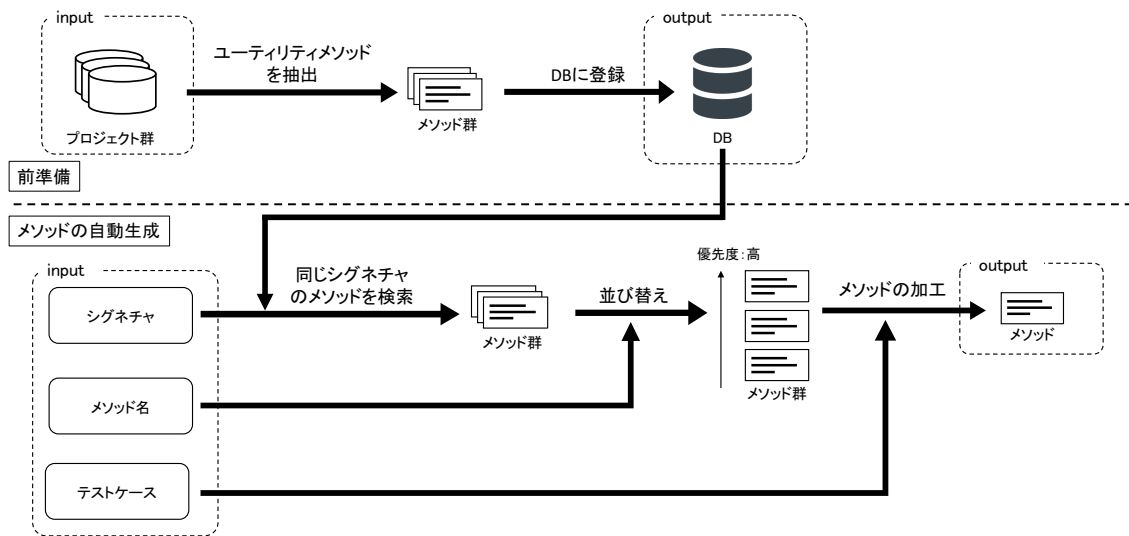 input
output
ユーティリティメソッド
を抽出
DBに登録
プロジェクト群
メソッド群
DB
前準備
メソッドの自動生成
input
シグネチャ
メソッド名
テストケース
同じシグネチャ
のメソッドを検索
メソッド群
並び替え
優先度：高
メソッド群
メソッドの加工
output
メソッド